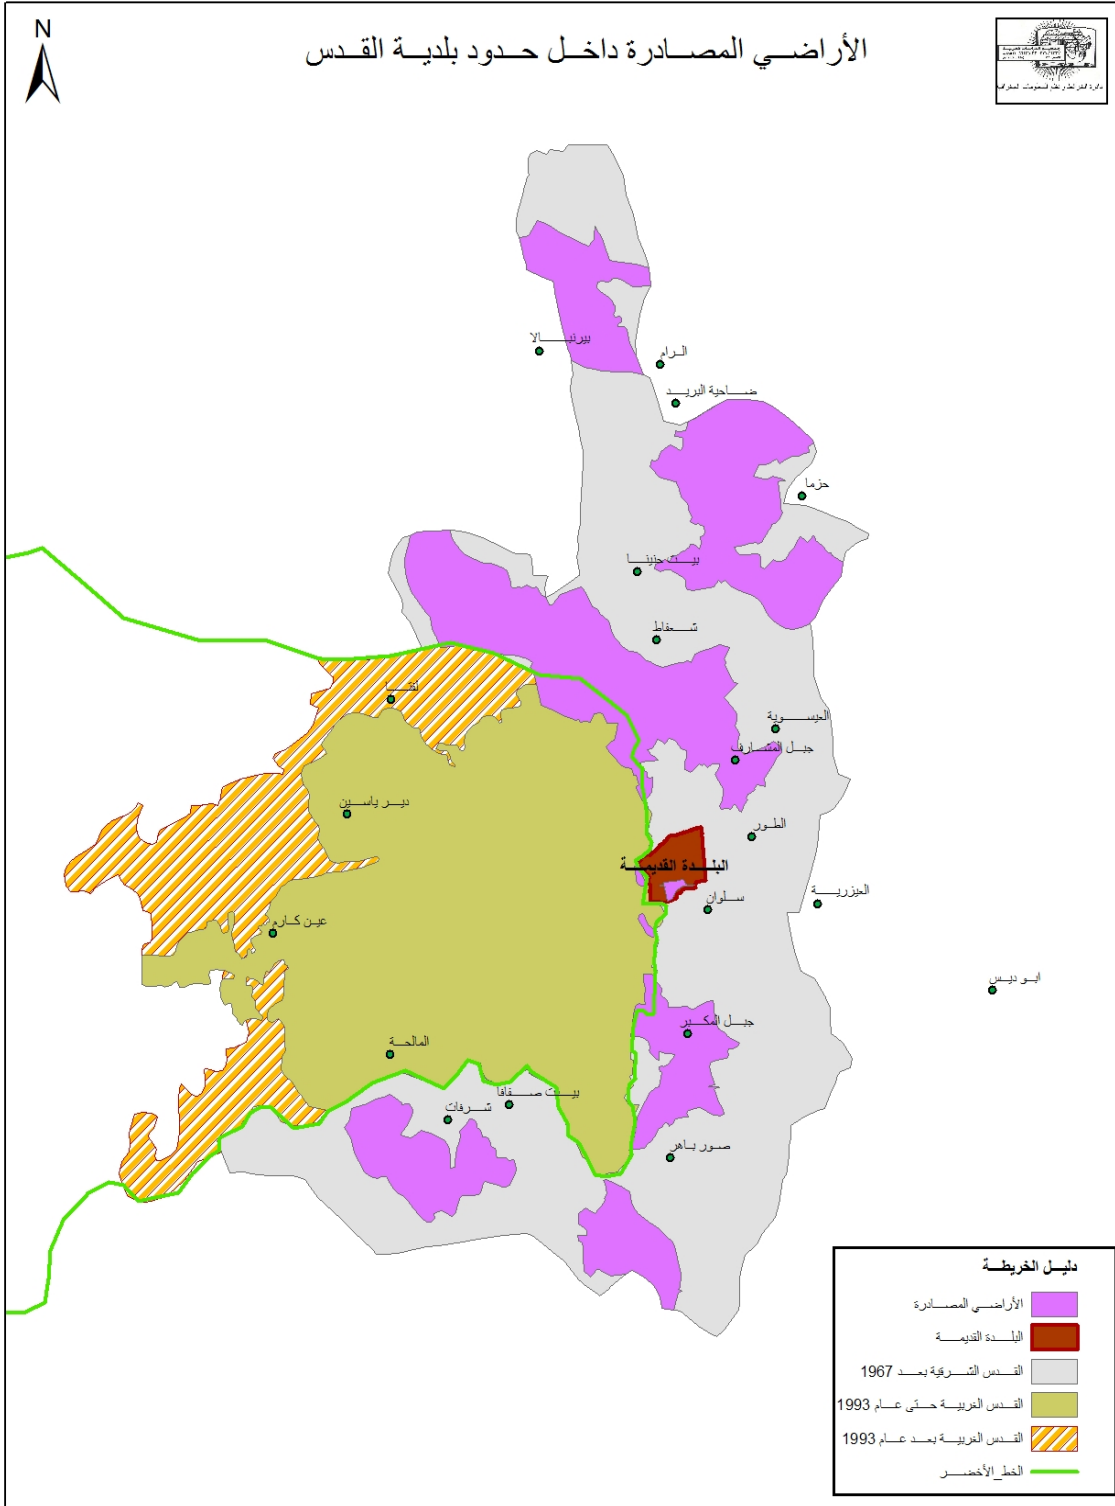 N
الأراضي المصادرة داخل حدود بلدية القدس
بيرنبالا
الرام
ضاحية البريد
حزما
بيت حنينا
شعفاط
لفتا
العيسوية
جبل المشارف
دير ياسين
الطور
البلدة القديمة
العيزرية
سلوان
عين كارم
ابو ديس
جبل المكبر
المالحة
بيت صفافا
شرفات
صور باهر
دليل الخريطة
الأراضي المصادرة
البلدة القديمة
القدس الشرقية بعد 1967
القدس الغربية حتى عام 1993
القدس الغربية بعد عام 1993
الخط_الأخضر